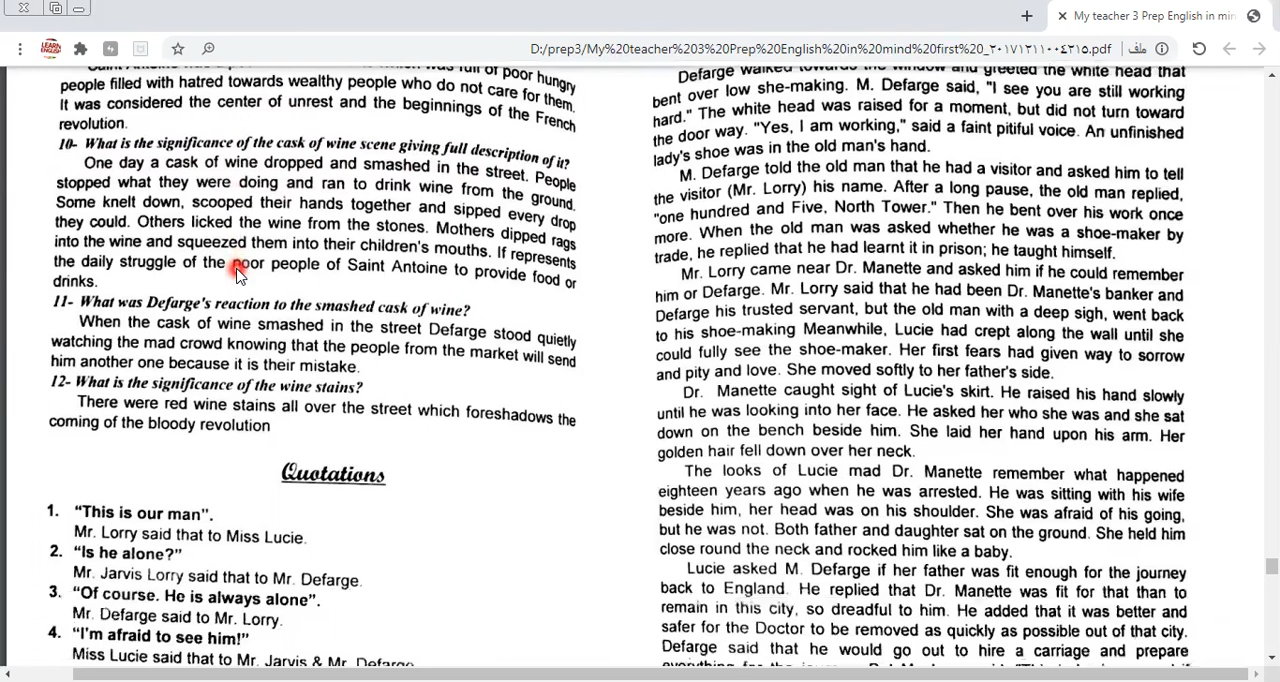 My teacher 3 Prep English in min
D:/prep3/My%20teacher%203%20Prep%20English%20in%20mind%20first%20_٢٠١٧١٢١١٠٠٤٢١٥.pdf
ملف
people filled with hatred towards wealthy people who do not care for them.
It was considered the center of unrest and the beginnings of the French
revolution.
10- What is the significance of the cask of wine scene giving full description of it?
One day a cask of wine dropped and smashed in the street. People
stopped what they were doing and ran to drink wine from the ground.
Some knelt down, scooped their hands together and sipped every drop
they could. Others licked the wine from the stones. Mothers dipped rags
into the wine and squeezed them into their children's mouths. If represents
the daily struggle of the poor people of Saint Antoine to provide food or
drinks.
11- What was Defarge's reaction to the smashed cask of wine?
When the cask of wine smashed in the street Defarge stood quietly
watching the mad crowd knowing that the people from the market will send
him another one because it is their mistake.
12- What is the significance of the wine stains?
There were red wine stains all over the street which foreshadows the
coming of the bloody revolution
Quotations
1. "This is our man".
Mr. Lorry said that to Miss Lucie.
2. "Is he alone?"
Mr. Jarvis Lorry said that to Mr. Defarge.
3. "Of course. He is always alone".
Mr. Defarge said to Mr. Lorry.
4. "I'm afraid to see him!"
Miss Lucie said that to Mr. Jarvis & Mr. Defarge
Defarge walked towards the window and greeted the white head that
bent over low she-making. M. Defarge said, "I see you are still working
hard." The white head was raised for a moment, but did not turn toward
the door way. "Yes, I am working," said a faint pitiful voice. An unfinished
lady's shoe was in the old man's hand.
M. Defarge told the old man that he had a visitor and asked him to tell
the visitor (Mr. Lorry) his name. After a long pause, the old man replied,
"one hundred and Five, North Tower." Then he bent over his work once
more. When the old man was asked whether he was a shoe-maker by
trade, he replied that he had learnt it in prison; he taught himself.
Mr. Lorry came near Dr. Manette and asked him if he could remember
him or Defarge. Mr. Lorry said that he had been Dr. Manette's banker and
Defarge his trusted servant, but the old man with a deep sigh, went back
to his shoe-making Meanwhile, Lucie had crept along the wall until she
could fully see the shoe-maker. Her first fears had given way to sorrow
and pity and love. She moved softly to her father's side.
Dr. Manette caught sight of Lucie's skirt. He raised his hand slowly
until he was looking into her face. He asked her who she was and she sat
down on the bench beside him. She laid her hand upon his arm. Her
golden hair fell down over her neck.
The looks of Lucie mad Dr. Manette remember what happened
eighteen years ago when he was arrested. He was sitting with his wife
beside him, her head was on his shoulder. She was afraid of his going,
but he was not. Both father and daughter sat on the ground. She held him
close round the neck and rocked him like a baby.
Lucie asked M. Defarge if her father was fit enough for the journey
back to England. He replied that Dr. Manette was fit for that than to
remain in this city, so dreadful to him. He added that it was better and
safer for the Doctor to be removed as quickly as possible out of that city.
Defarge said that he would go out to hire a carriage and prepare